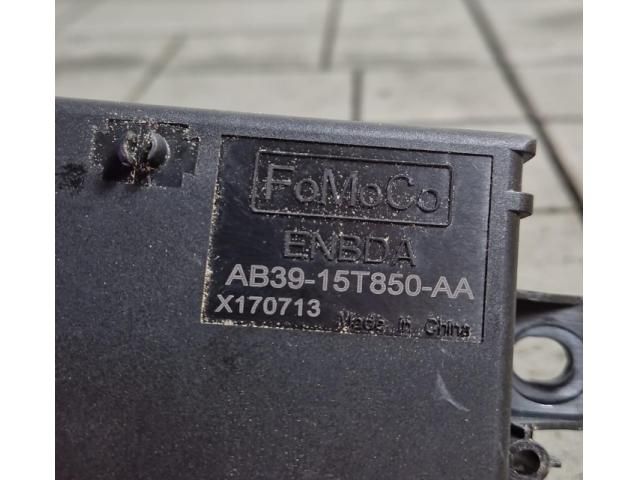 FoMoCo
ENBDA
AB39-15T850-AA
X170713
Made in China